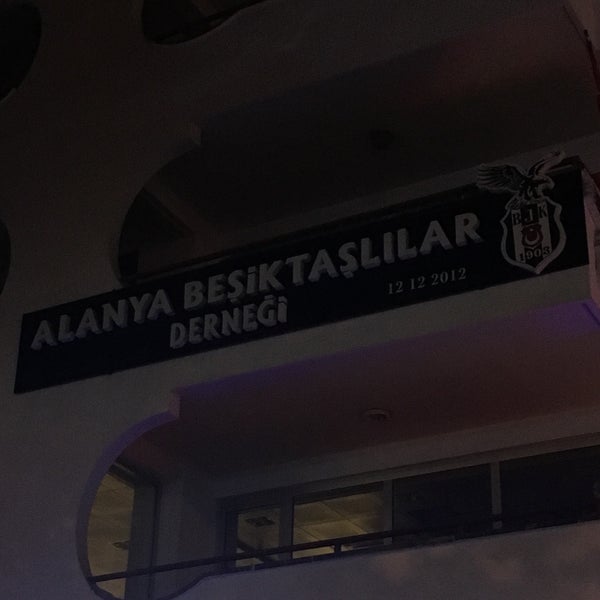 ALANYA BEŞİKTAŞLILAR
DERNEĞİ
12 12 2012
BJK
1903